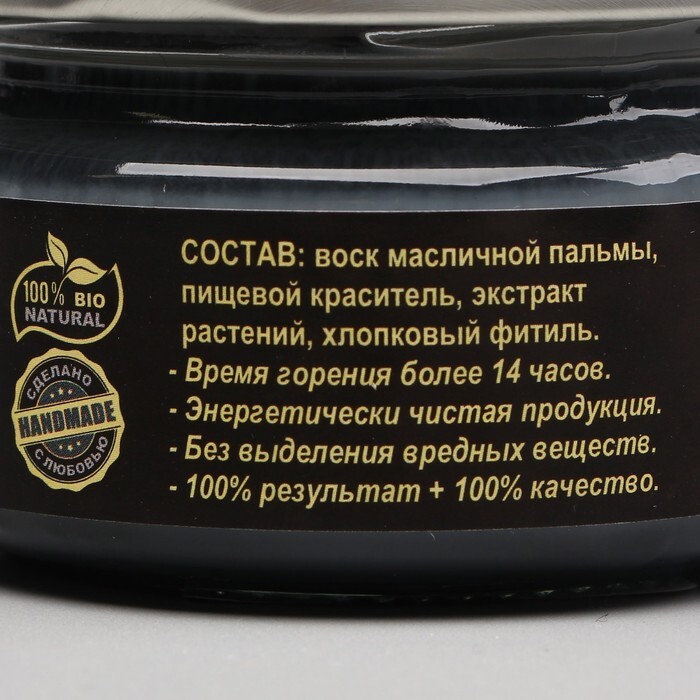 СОСТАВ: воск масличной пальмы,
пищевой краситель, экстракт
растений, хлопковый фитиль.
- Время горения более 14 часов.
- Энергетически чистая продукция.
- Без выделения вредных веществ.
- 100% результат + 100% качество.
100% BIO
NATURAL
СДЕЛАНО
HANDMADE
С ЛЮБОВЬЮ